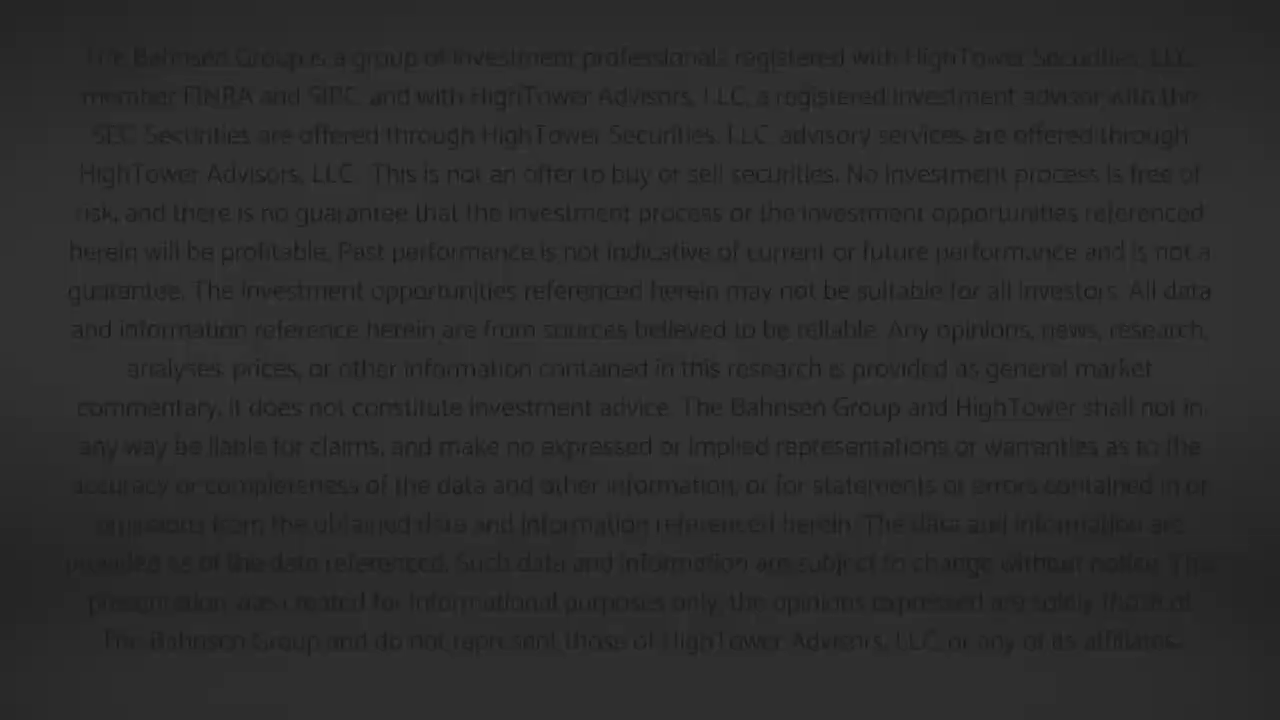 The Bahnsen Group is a group of investment professionals registered with HighTower Securities, LLC,
member FINRA and SIPC, and with HighTower Advisors, LLC, a registered investment advisor with the
SEC. Securities are offered through HighTower Securities, LLC; advisory services are offered through
HighTower Advisors, LLC. This is not an offer to buy or sell securities. No investment process is free of
risk, and there is no guarantee that the investment process or the investment opportunities referenced
herein will be profitable. Past performance is not indicative of current or future performance and is not a
guarantee. The investment opportunities referenced herein may not be suitable for all investors. All data
and information reference herein are from sources believed to be reliable. Any opinions, news, research,
analyses, prices, or other information contained in this research is provided as general market
commentary, it does not constitute investment advice. The Bahnsen Group and HighTower shall not in
any way be liable for claims, and make no expressed or implied representations or warranties as to the
accuracy or completeness of the data and other information, or for statements or errors contained in or
omissions from the obtained data and information referenced herein. The data and information are
provided as of the date referenced. Such data and information are subject to change without notice. This
presentation was created for informational purposes only; the opinions expressed are solely those of
The Bahnsen Group and do not represent those of HighTower Advisors, LLC, or any of its affiliates.